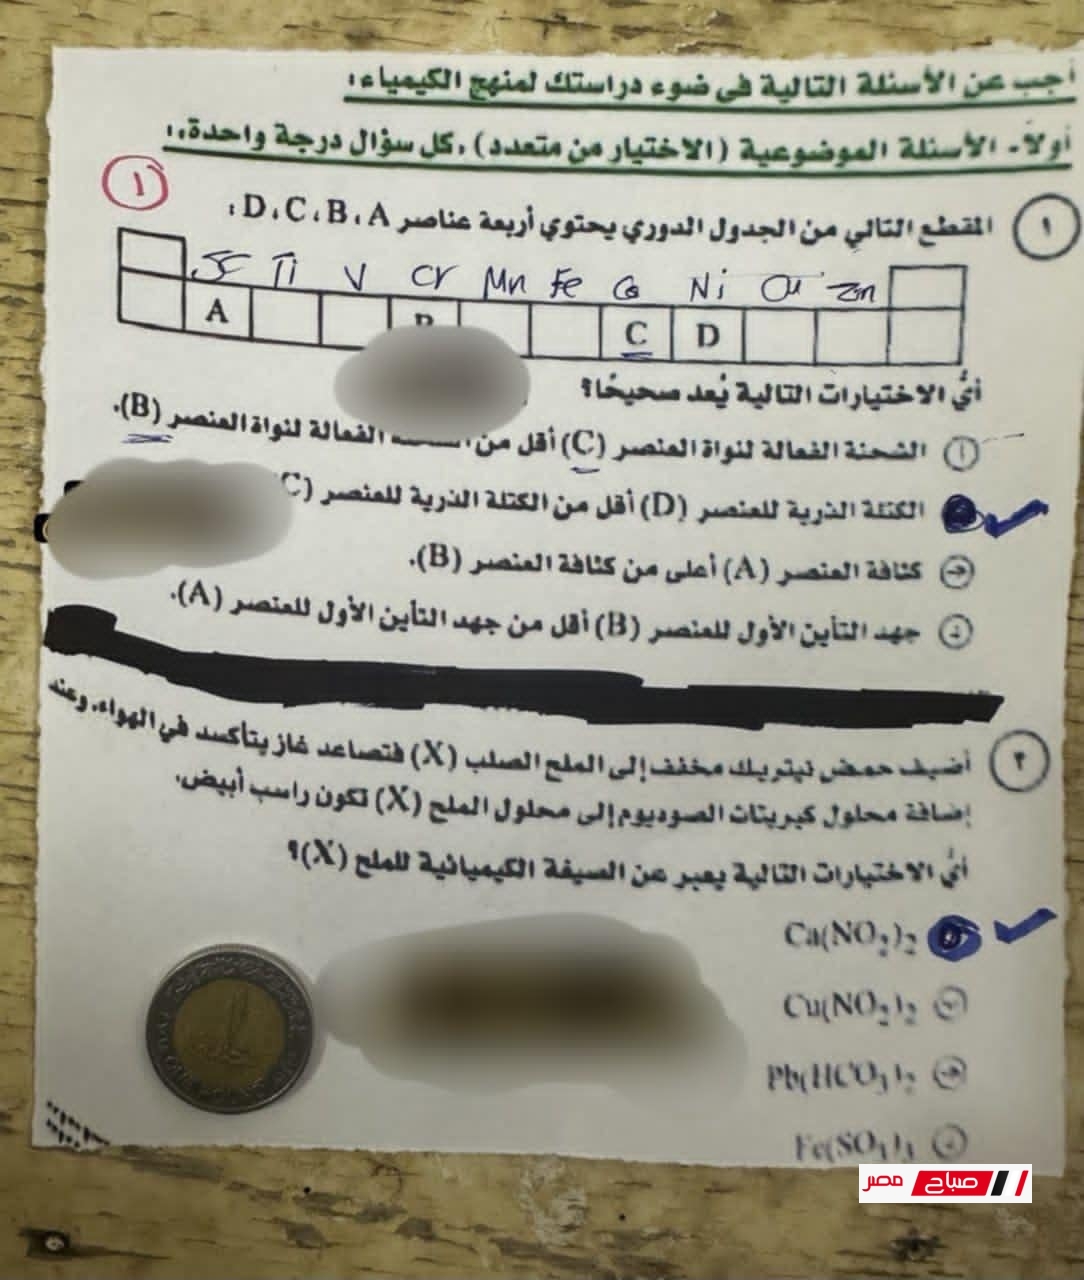 أجب عن الأسئلة التالية في ضوء دراستك لمنهج الكيمياء:
أولاً- الأسئلة الموضوعية (الاختيار من متعدد) ،كل سؤال درجة واحدة،:
١
١ المقطع التالي من الجدول الدوري يحتوي أربعة عناصر D، C، B، A :
Sc Ti V Cr Mn Fe Co Ni Cu Zn
A B C D
أيُّ الاختيارات التالية يُعد صحيحًا؟
أ الشحنة الفعالة لنواة العنصر (C) أقل من الشحنة الفعالة لنواة العنصر (B).
الكتلة الذرية للعنصر (D) أقل من الكتلة الذرية للعنصر (C
ج كثافة العنصر (A) أعلى من كثافة العنصر (B).
د جهد التأين الأول للعنصر (B) أقل من جهد التأين الأول للعنصر (A).
٢ أضيف حمض نيتريك مخفف إلى الملح الصلب (X) فتصاعد غاز يتأكسد في الهواء، وعند
إضافة محلول كبريتات الصوديوم إلى محلول الملح (X) تكون راسب أبيض.
أيُّ الاختيارات التالية يعبر عن الصيغة الكيميائية للملح (X)؟
Ca(NO2)2
Cu(NO2)2 ب
Pb(HCO3)2 ج
د
صباح مصر